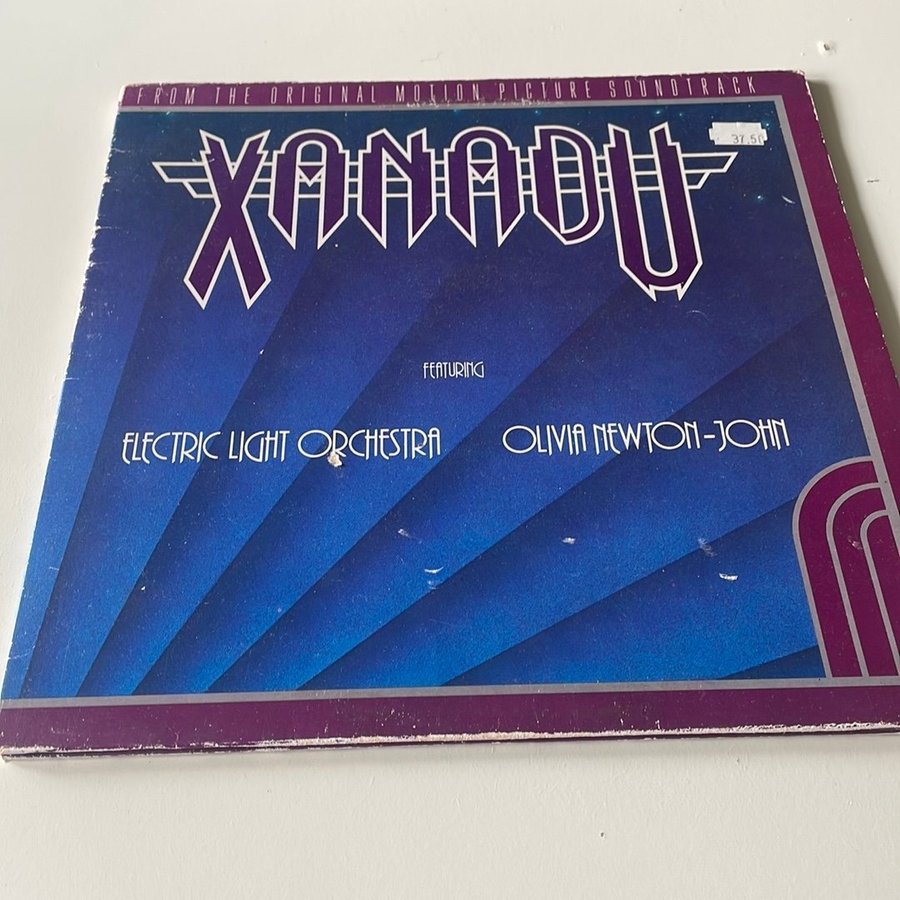 FROM THE ORIGINAL MOTION PICTURE SOUNDTRACK
37.50
XANADU
FEATURING
ELECTRIC LIGHT ORCHESTRA OLIVIA NEWTON-JOHN